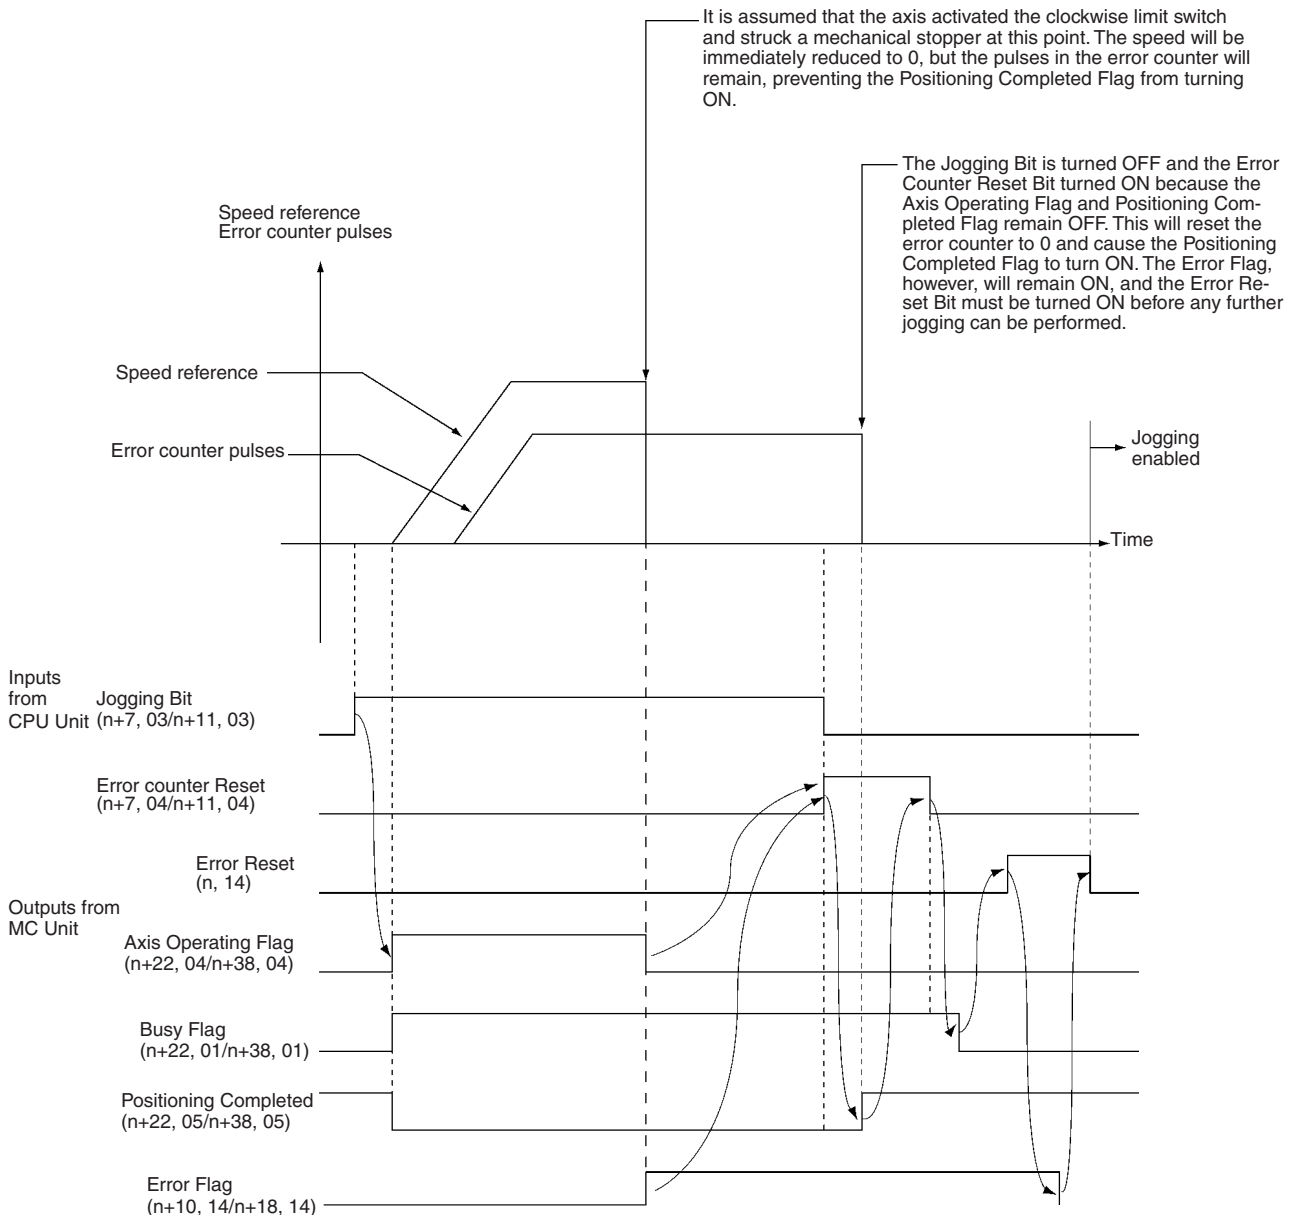 It is assumed that the axis activated the clockwise limit switch
and struck a mechanical stopper at this point. The speed will be
immediately reduced to 0, but the pulses in the error counter will
remain, preventing the Positioning Completed Flag from turning
ON.
The Jogging Bit is turned OFF and the Error
Counter Reset Bit turned ON because the
Axis Operating Flag and Positioning Com-
pleted Flag remain OFF. This will reset the
error counter to 0 and cause the Positioning
Completed Flag to turn ON. The Error Flag,
however, will remain ON, and the Error Re-
set Bit must be turned ON before any further
jogging can be performed.
Speed reference
Error counter pulses
Speed reference
Error counter pulses
Jogging
enabled
Time
Inputs
from
CPU Unit
Jogging Bit
(n+7, 03/n+11, 03)
Error counter Reset
(n+7, 04/n+11, 04)
Error Reset
(n, 14)
Outputs from
MC Unit
Axis Operating Flag
(n+22, 04/n+38, 04)
Busy Flag
(n+22, 01/n+38, 01)
Positioning Completed
(n+22, 05/n+38, 05)
Error Flag
(n+10, 14/n+18, 14)